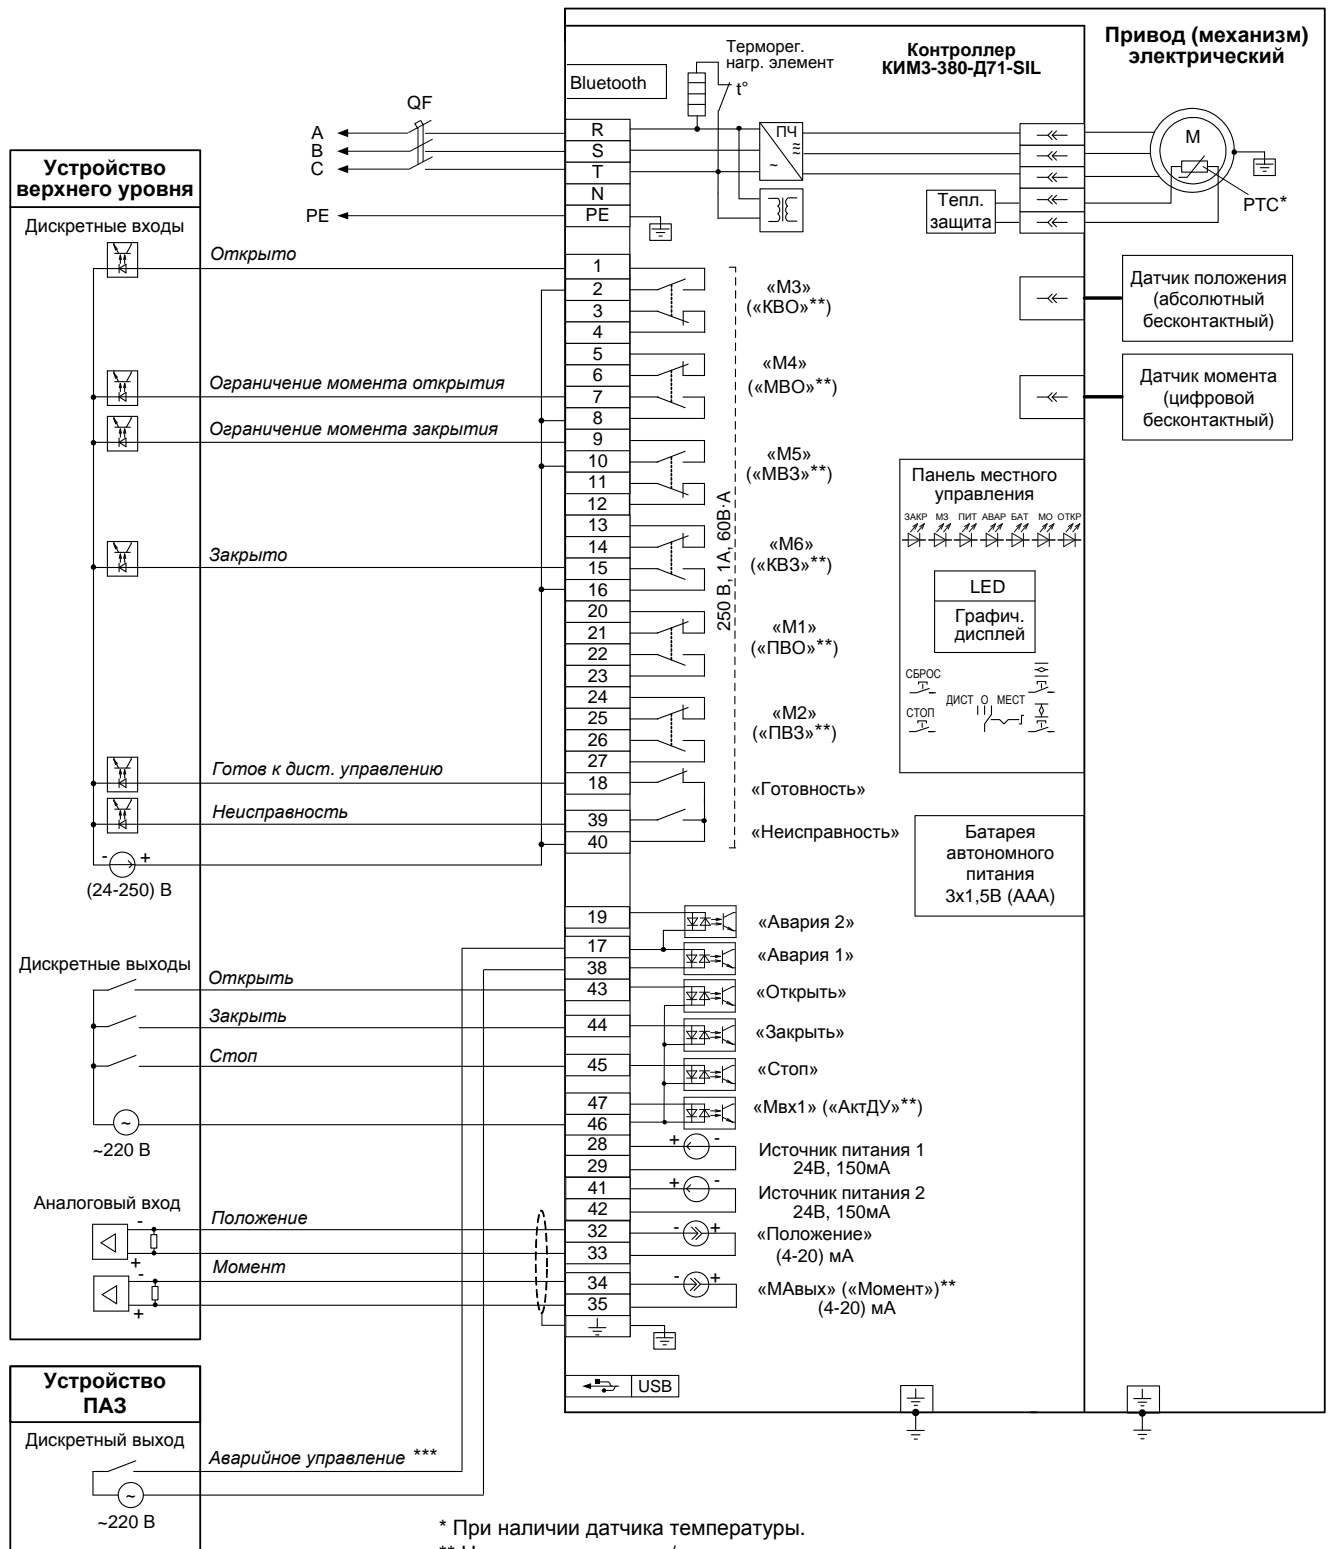 Привод (механизм)
электрический
Контроллер
КИМ3-380-Д71-SIL
Терморег.
нагр. элемент
t°
Bluetooth
QF
A
B
C
PE
R
S
T
N
PE
ПЧ
M
PTC*
Тепл.
защита
Устройство
верхнего уровня
Дискретные входы
Открыто
Ограничение момента открытия
Ограничение момента закрытия
Закрыто
Готов к дист. управлению
Неисправность
- +
(24-250) В
1
2
3
4
5
6
7
8
9
10
11
12
13
14
15
16
20
21
22
23
24
25
26
27
18
39
40
«М3»
(«КВО»**)
«М4»
(«МВО»**)
«М5»
(«МВЗ»**)
«М6»
(«КВЗ»**)
«М1»
(«ПВО»**)
«М2»
(«ПВЗ»**)
«Готовность»
«Неисправность»
250 В, 1А, 60В·А
Датчик положения
(абсолютный
бесконтактный)
Датчик момента
(цифровой
бесконтактный)
Панель местного
управления
ЗАКР МЗ ПИТ АВАР БАТ МО ОТКР
LED
Графич.
дисплей
СБРОС
СТОП
ДИСТ О МЕСТ
Батарея
автономного
питания
3х1,5В (ААА)
19
17
38
43
44
45
47
46
28
29
41
42
32
33
34
35
«Авария 2»
«Авария 1»
«Открыть»
«Закрыть»
«Стоп»
«Мвх1» («АктДУ»**)
+ -
Источник питания 1
24В, 150мА
+ -
Источник питания 2
24В, 150мА
- +
«Положение»
(4-20) мА
- +
«МАвых» («Момент»)**
(4-20) мА
USB
Дискретные выходы
Открыть
Закрыть
Стоп
~
~220 В
Аналоговый вход
Положение
-
+
Момент
-
+
Устройство
ПАЗ
Дискретный выход
Аварийное управление ***
~
~220 В
* При наличии датчика температуры.